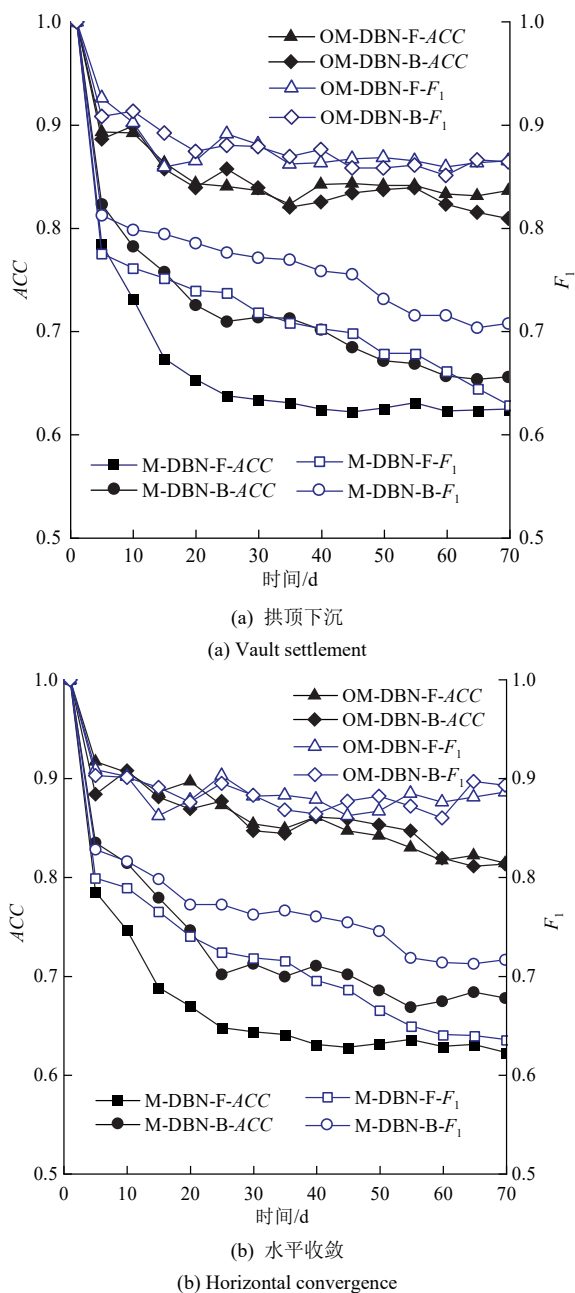 1.0
1.0
OM-DBN-F-ACC
OM-DBN-B-ACC
OM-DBN-F-F₁
OM-DBN-B-F₁
0.9
0.9
0.8
0.8
ACC
F₁
0.7
0.7
0.6
0.6
M-DBN-F-ACC
M-DBN-F-F₁
M-DBN-B-ACC
M-DBN-B-F₁
0.5
0.5
0 10 20 30 40 50 60 70
时间/d
(a) 拱顶下沉
(a) Vault settlement
1.0
1.0
OM-DBN-F-ACC
OM-DBN-B-ACC
OM-DBN-F-F₁
OM-DBN-B-F₁
0.9
0.9
0.8
0.8
ACC
F₁
0.7
0.7
0.6
0.6
M-DBN-F-ACC
M-DBN-F-F₁
M-DBN-B-ACC
M-DBN-B-F₁
0.5
0.5
0 10 20 30 40 50 60 70
时间/d
(b) 水平收敛
(b) Horizontal convergence